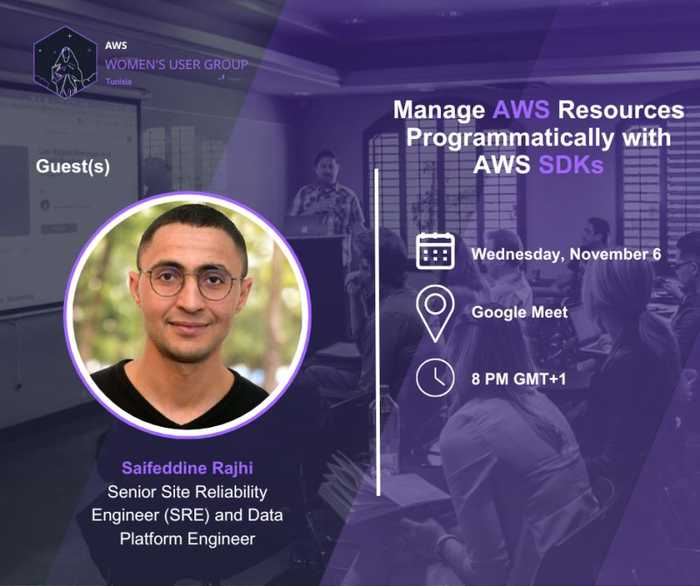 AWS
WOMEN'S USER GROUP
Tunisia
Guest(s)
Saifeddine Rajhi
Senior Site Reliability
Engineer (SRE) and Data
Platform Engineer
Manage AWS Resources
Programmatically with
AWS SDKs
Wednesday, November 6
Google Meet
8 PM GMT+1